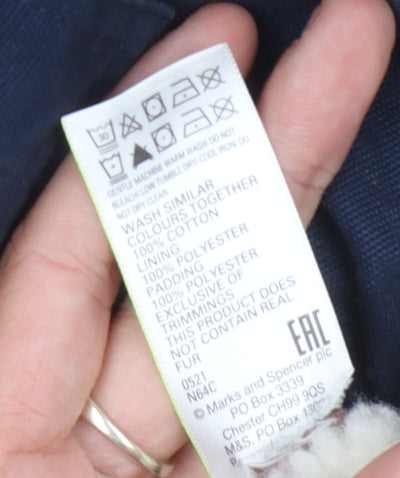 30
GENTLE MACHINE WARM WASH/DO NOT
BLEACH/LOW TUMBLE DRY/COOL IRON/DO
NOT DRY CLEAN
WASH SIMILAR
COLOURS TOGETHER
100% COTTON
LINING
100% POLYESTER
PADDING
100% POLYESTER
EXCLUSIVE OF
TRIMMINGS
THIS PRODUCT DOES
NOT CONTAIN REAL
FUR
EAC
0521
N64C
© Marks and Spencer plc
PO Box 3339
Chester CH99 9QS
M&S, PO Box